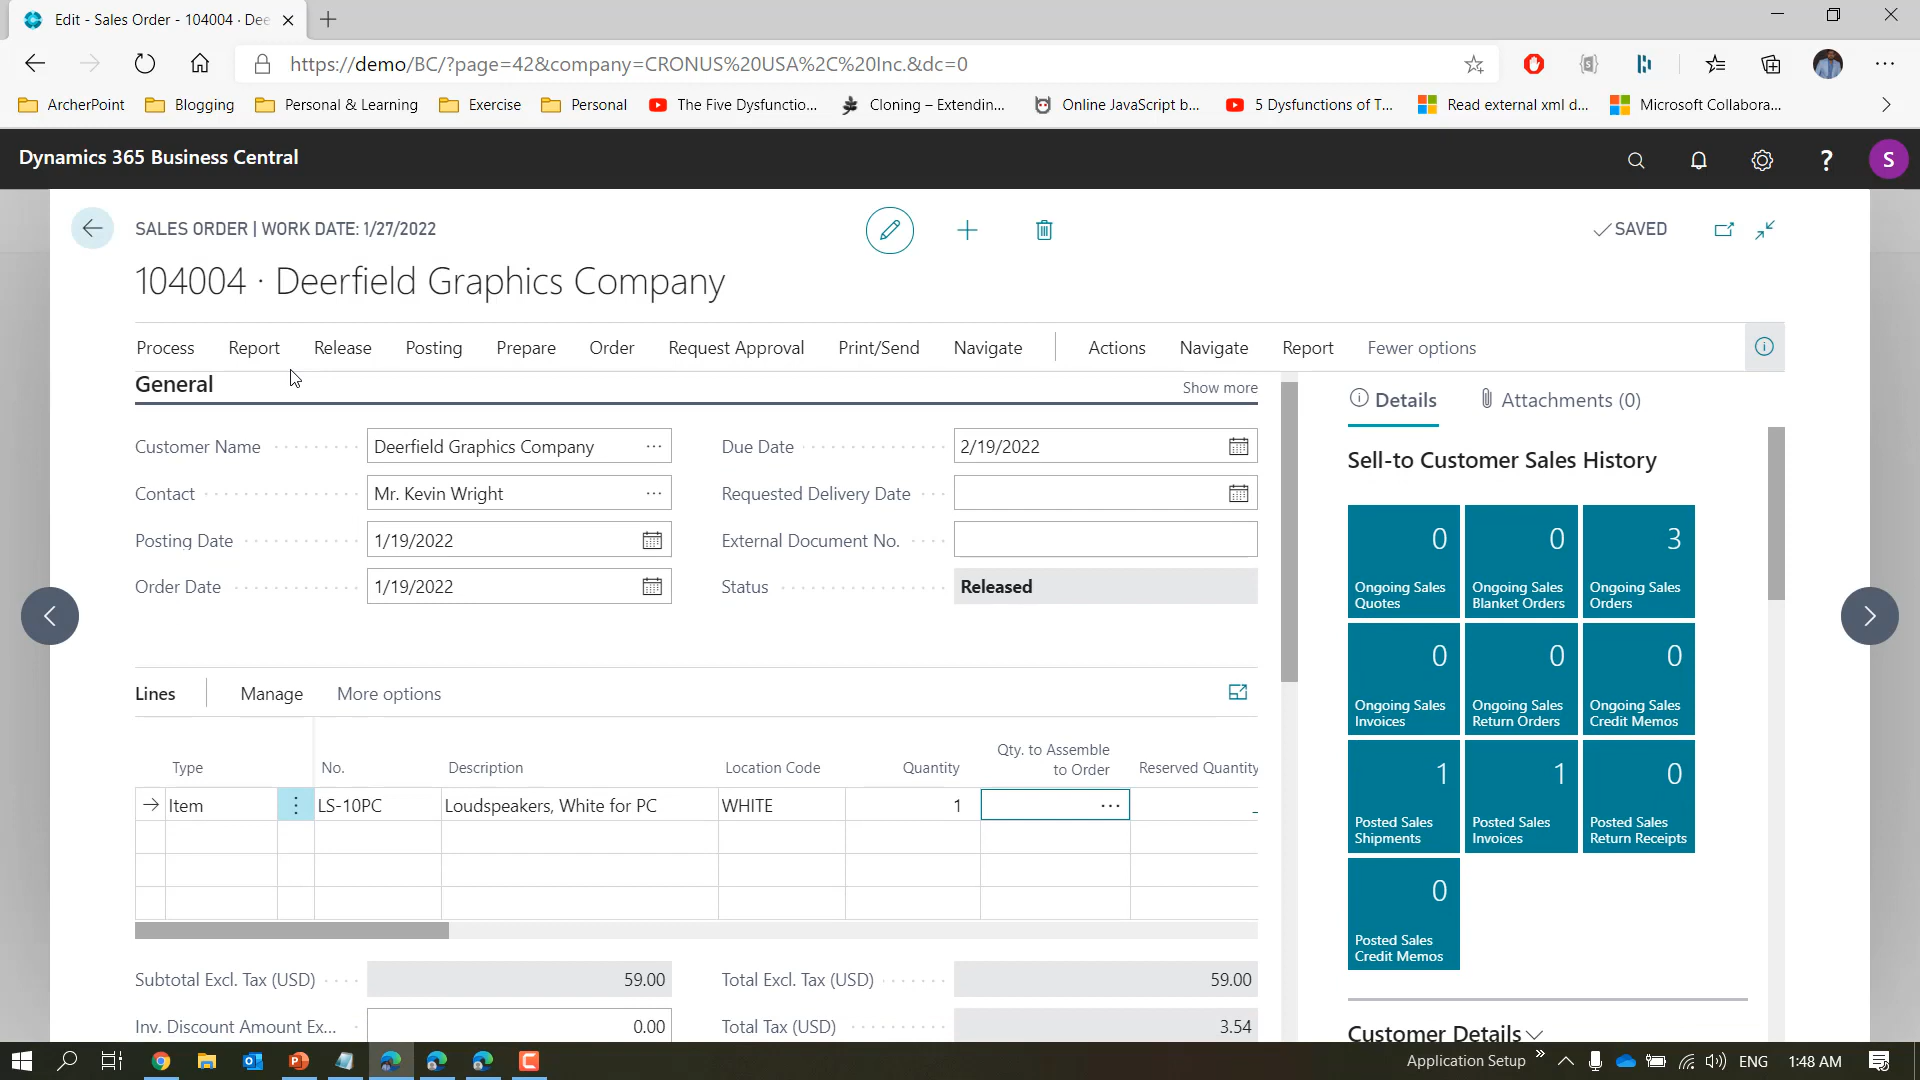 Edit - Sales Order - 104004 · Dee
https://demo/BC/?page=42&company=CRONUS%20USA%2C%20Inc.&dc=0
ArcherPoint Blogging Personal & Learning Exercise Personal The Five Dysfunctio... Cloning – Extendin... Online JavaScript b... 5 Dysfunctions of T... Read external xml d... Microsoft Collabora...
Dynamics 365 Business Central
? S
SALES ORDER | WORK DATE: 1/27/2022
SAVED
104004 · Deerfield Graphics Company
Process Report Release Posting Prepare Order Request Approval Print/Send Navigate Actions Navigate Report Fewer options
General
Show more
Customer Name Deerfield Graphics Company
Contact Mr. Kevin Wright
Posting Date 1/19/2022
Order Date 1/19/2022
Due Date 2/19/2022
Requested Delivery Date
External Document No.
Status Released
Lines Manage More options
Type No. Description Location Code Quantity Qty. to Assemble to Order Reserved Quantity
Item LS-10PC Loudspeakers, White for PC WHITE 1
Subtotal Excl. Tax (USD) 59.00
Inv. Discount Amount Ex... 0.00
Total Excl. Tax (USD) 59.00
Total Tax (USD) 3.54
Details Attachments (0)
Sell-to Customer Sales History
0 Ongoing Sales Quotes
0 Ongoing Sales Blanket Orders
3 Ongoing Sales Orders
0 Ongoing Sales Invoices
0 Ongoing Sales Return Orders
0 Ongoing Sales Credit Memos
1 Posted Sales Shipments
1 Posted Sales Invoices
0 Posted Sales Return Receipts
0 Posted Sales Credit Memos
Customer Details
Application Setup » ENG 1:48 AM